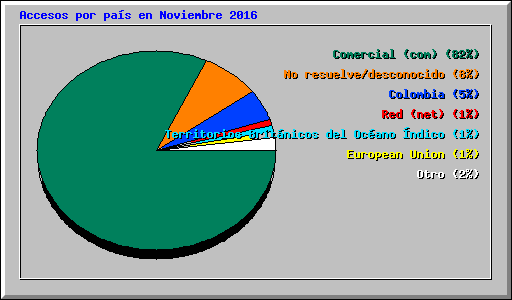 Accesos por país en Noviembre 2016
Comercial (com) (82%)
No resuelve/desconocido (8%)
Colombia (5%)
Red (net) (1%)
Territorios Británicos del Océano Índico (1%)
European Union (1%)
Otro (2%)